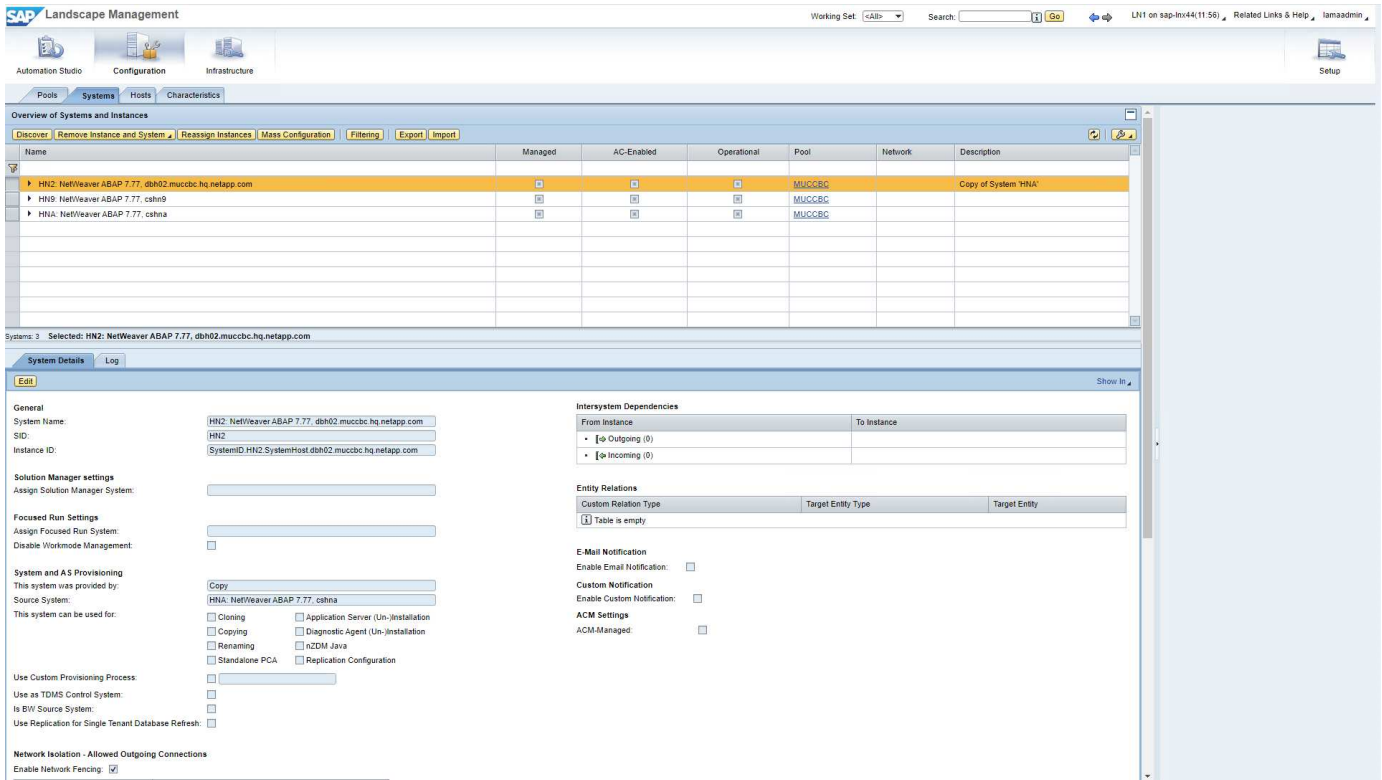 SAP Landscape Management
Working Set: <All> Search: Go LN1 on sap-lnx44(11:56) Related Links & Help lamaadmin
Automation Studio Configuration Infrastructure Setup
Pools Systems Hosts Characteristics
Overview of Systems and Instances
Discover Remove Instance and System Reassign Instances Mass Configuration Filtering Export Import
Name Managed AC-Enabled Operational Pool Network Description
HN2: NetWeaver ABAP 7.77, dbh02.muccbc.hq.netapp.com MUCCBC Copy of System 'HNA'
HN9: NetWeaver ABAP 7.77, cshn9 MUCCBC
HNA: NetWeaver ABAP 7.77, cshna MUCCBC
Systems: 3 Selected: HN2: NetWeaver ABAP 7.77, dbh02.muccbc.hq.netapp.com
System Details Log
Edit Show In
General
System Name: HN2: NetWeaver ABAP 7.77, dbh02.muccbc.hq.netapp.com
SID: HN2
Instance ID: SystemID.HN2.SystemHost.dbh02.muccbc.hq.netapp.com
Solution Manager settings
Assign Solution Manager System:
Focused Run Settings
Assign Focused Run System:
Disable Workmode Management:
System and AS Provisioning
This system was provided by: Copy
Source System: HNA: NetWeaver ABAP 7.77, cshna
This system can be used for: Cloning Application Server (Un-)Installation
Copying Diagnostic Agent (Un-)Installation
Renaming nZDM Java
Standalone PCA Replication Configuration
Use Custom Provisioning Process:
Use as TDMS Control System:
Is BW Source System:
Use Replication for Single Tenant Database Refresh:
Network Isolation - Allowed Outgoing Connections
Enable Network Fencing:
Intersystem Dependencies
From Instance To Instance
Outgoing (0)
Incoming (0)
Entity Relations
Custom Relation Type Target Entity Type Target Entity
Table is empty
E-Mail Notification
Enable Email Notification:
Custom Notification
Enable Custom Notification:
ACM Settings
ACM-Managed: